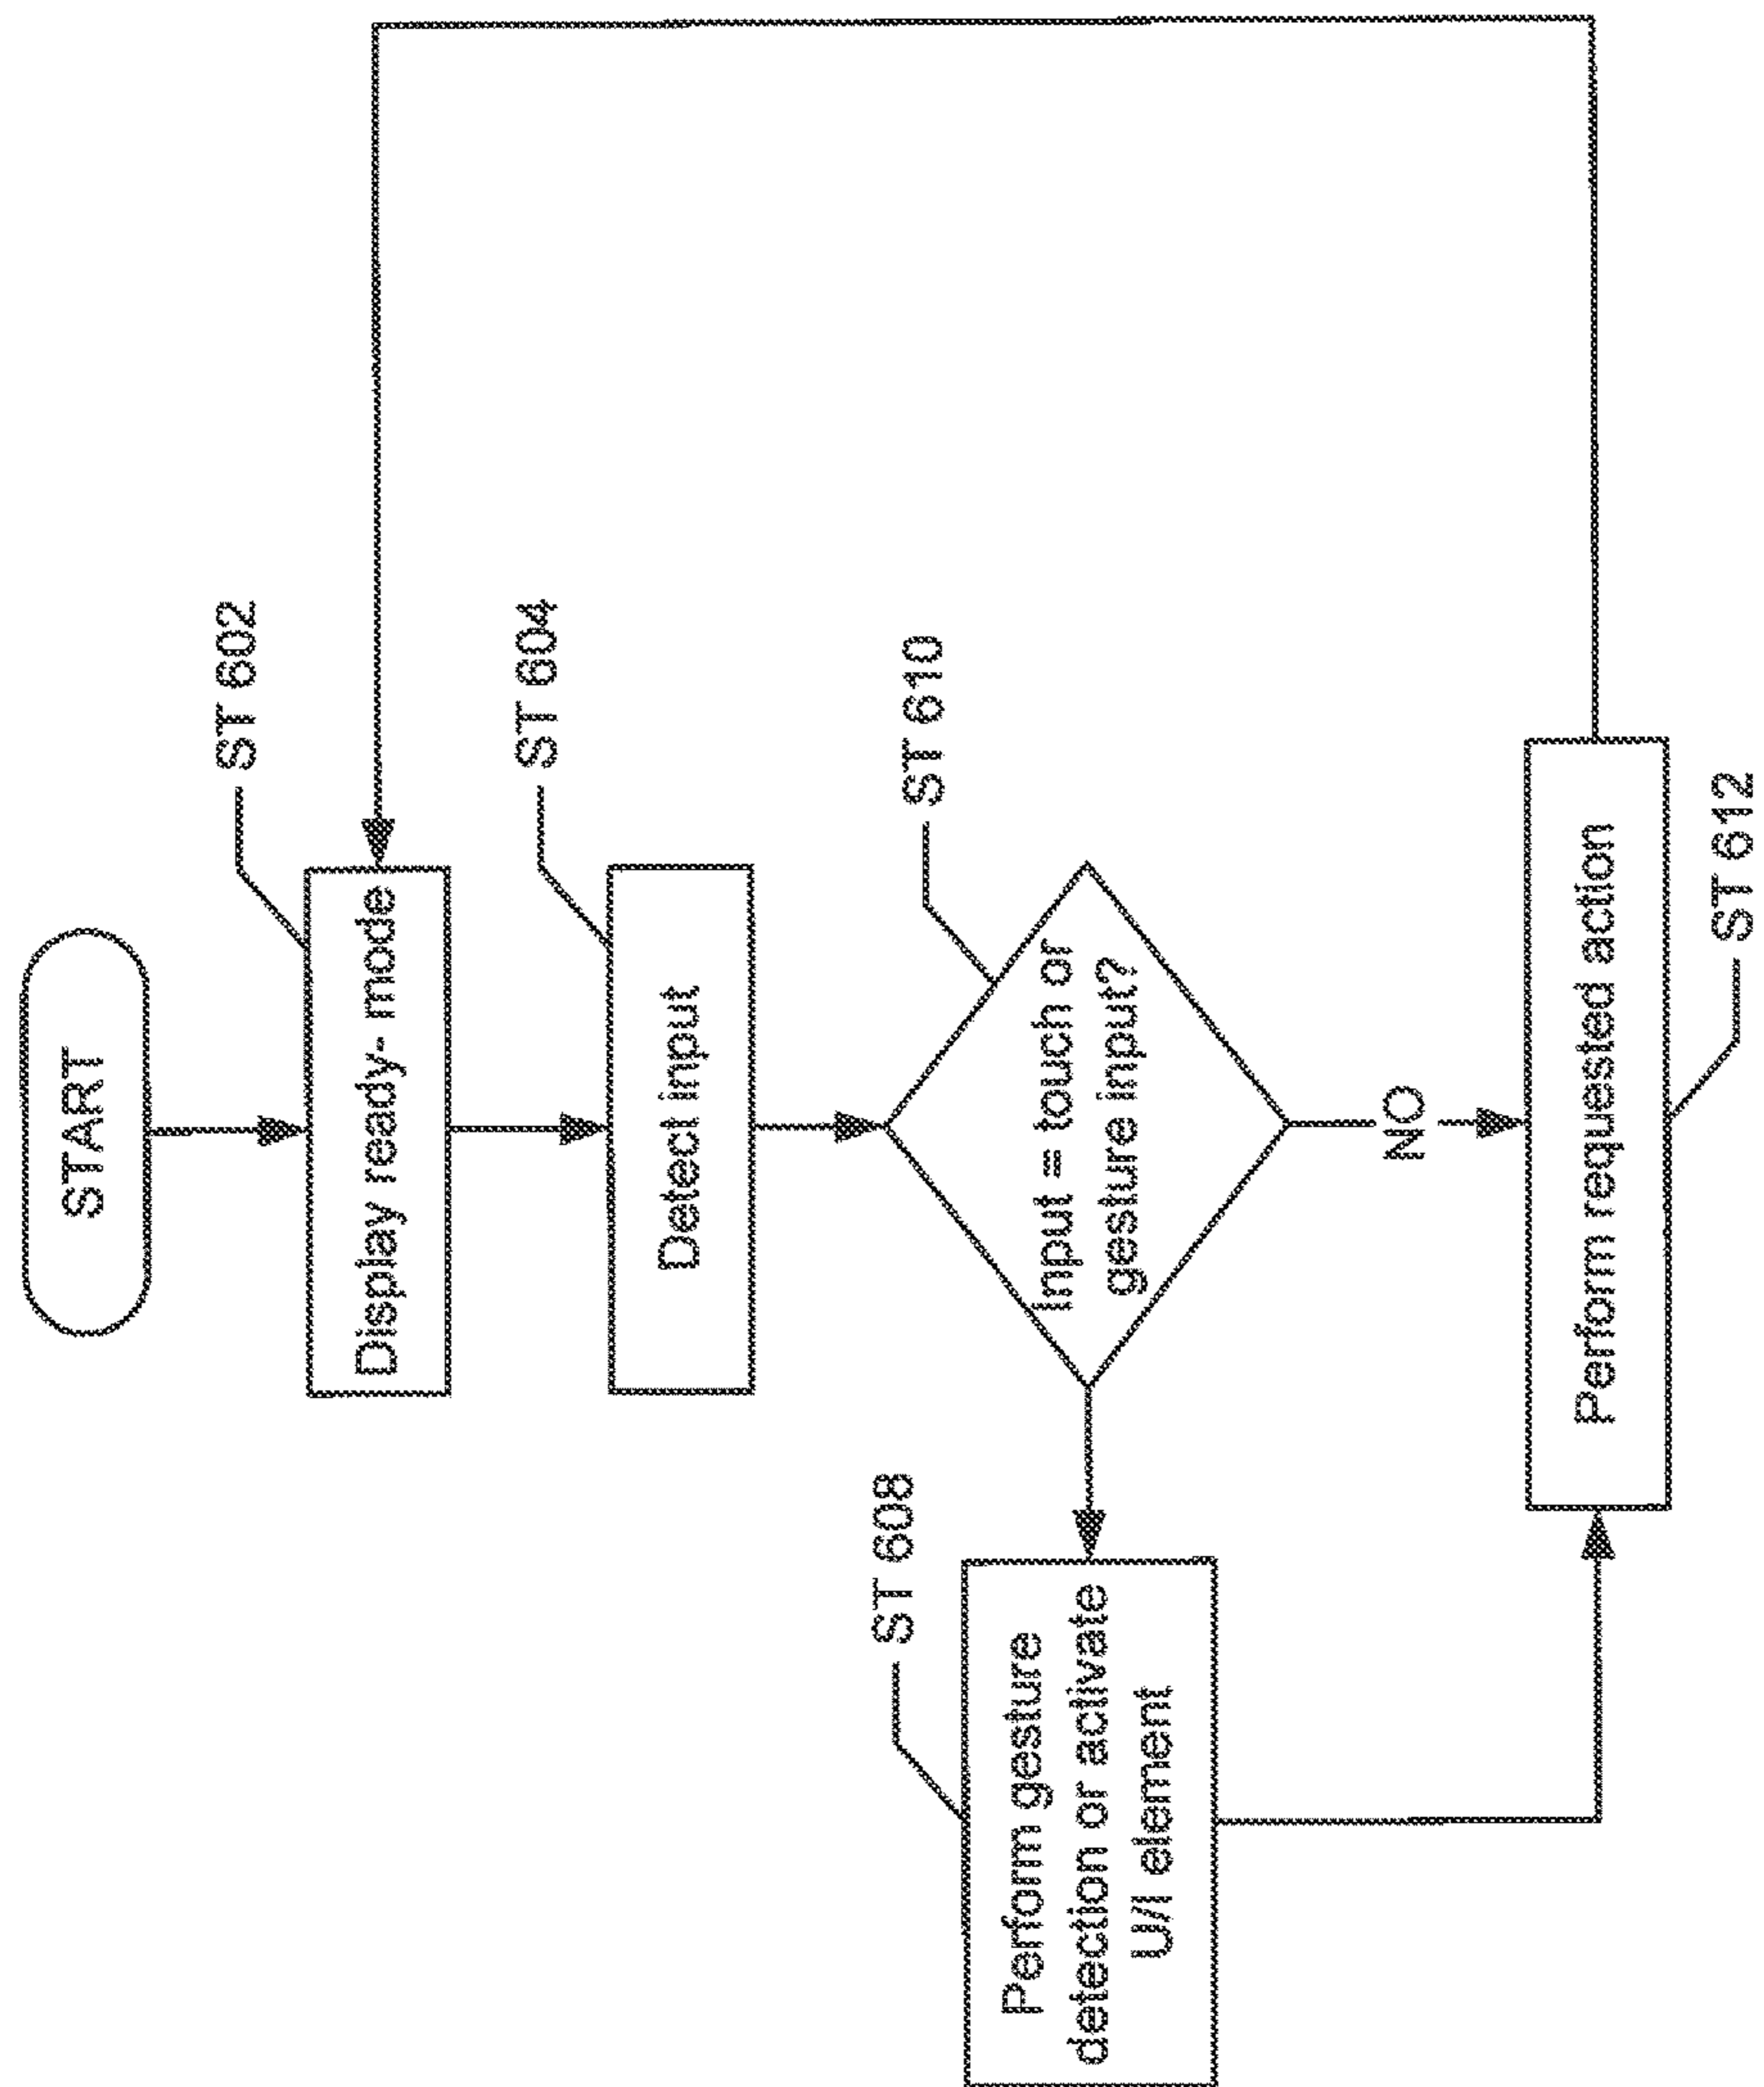 START
ST 602
Display ready- mode
ST 604
Detect input
ST 610
Input = touch or
gesture input?
ST 608
Perform gesture
detection or activate
U/I element
NO
Perform requested action
ST 612